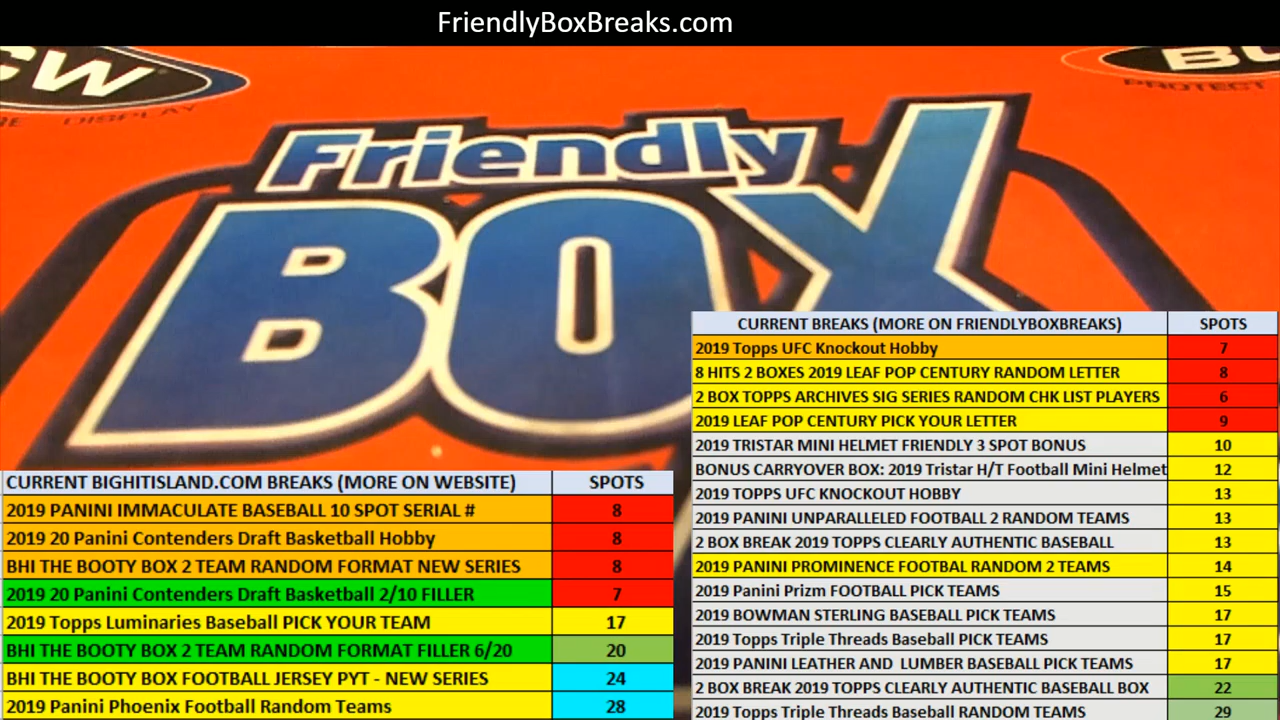 FriendlyBoxBreaks.com
CW
DISPLAY
BC
PROTECT
Friendly
BOX
CURRENT BREAKS (MORE ON FRIENDLYBOXBREAKS) SPOTS
2019 Topps UFC Knockout Hobby 7
8 HITS 2 BOXES 2019 LEAF POP CENTURY RANDOM LETTER 8
2 BOX TOPPS ARCHIVES SIG SERIES RANDOM CHK LIST PLAYERS 6
2019 LEAF POP CENTURY PICK YOUR LETTER 9
2019 TRISTAR MINI HELMET FRIENDLY 3 SPOT BONUS 10
BONUS CARRYOVER BOX: 2019 Tristar H/T Football Mini Helmet 12
2019 TOPPS UFC KNOCKOUT HOBBY 13
2019 PANINI UNPARALLELED FOOTBALL 2 RANDOM TEAMS 13
2 BOX BREAK 2019 TOPPS CLEARLY AUTHENTIC BASEBALL 13
2019 PANINI PROMINENCE FOOTBAL RANDOM 2 TEAMS 14
2019 Panini Prizm FOOTBALL PICK TEAMS 15
2019 BOWMAN STERLING BASEBALL PICK TEAMS 17
2019 Topps Triple Threads Baseball PICK TEAMS 17
2019 PANINI LEATHER AND LUMBER BASEBALL PICK TEAMS 17
2 BOX BREAK 2019 TOPPS CLEARLY AUTHENTIC BASEBALL BOX 22
2019 Topps Triple Threads Baseball RANDOM TEAMS 29
CURRENT BIGHITISLAND.COM BREAKS (MORE ON WEBSITE) SPOTS
2019 PANINI IMMACULATE BASEBALL 10 SPOT SERIAL # 8
2019 20 Panini Contenders Draft Basketball Hobby 8
BHI THE BOOTY BOX 2 TEAM RANDOM FORMAT NEW SERIES 8
2019 20 Panini Contenders Draft Basketball 2/10 FILLER 7
2019 Topps Luminaries Baseball PICK YOUR TEAM 17
BHI THE BOOTY BOX 2 TEAM RANDOM FORMAT FILLER 6/20 20
BHI THE BOOTY BOX FOOTBALL JERSEY PYT - NEW SERIES 24
2019 Panini Phoenix Football Random Teams 28